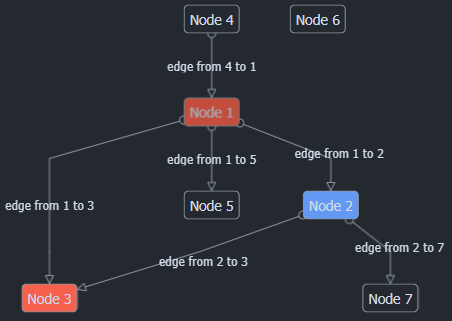 Node 4
Node 6
edge from 4 to 1
Node 1
edge from 1 to 5
edge from 1 to 2
edge from 1 to 3
Node 5
Node 2
edge from 2 to 3
edge from 2 to 7
Node 3
Node 7